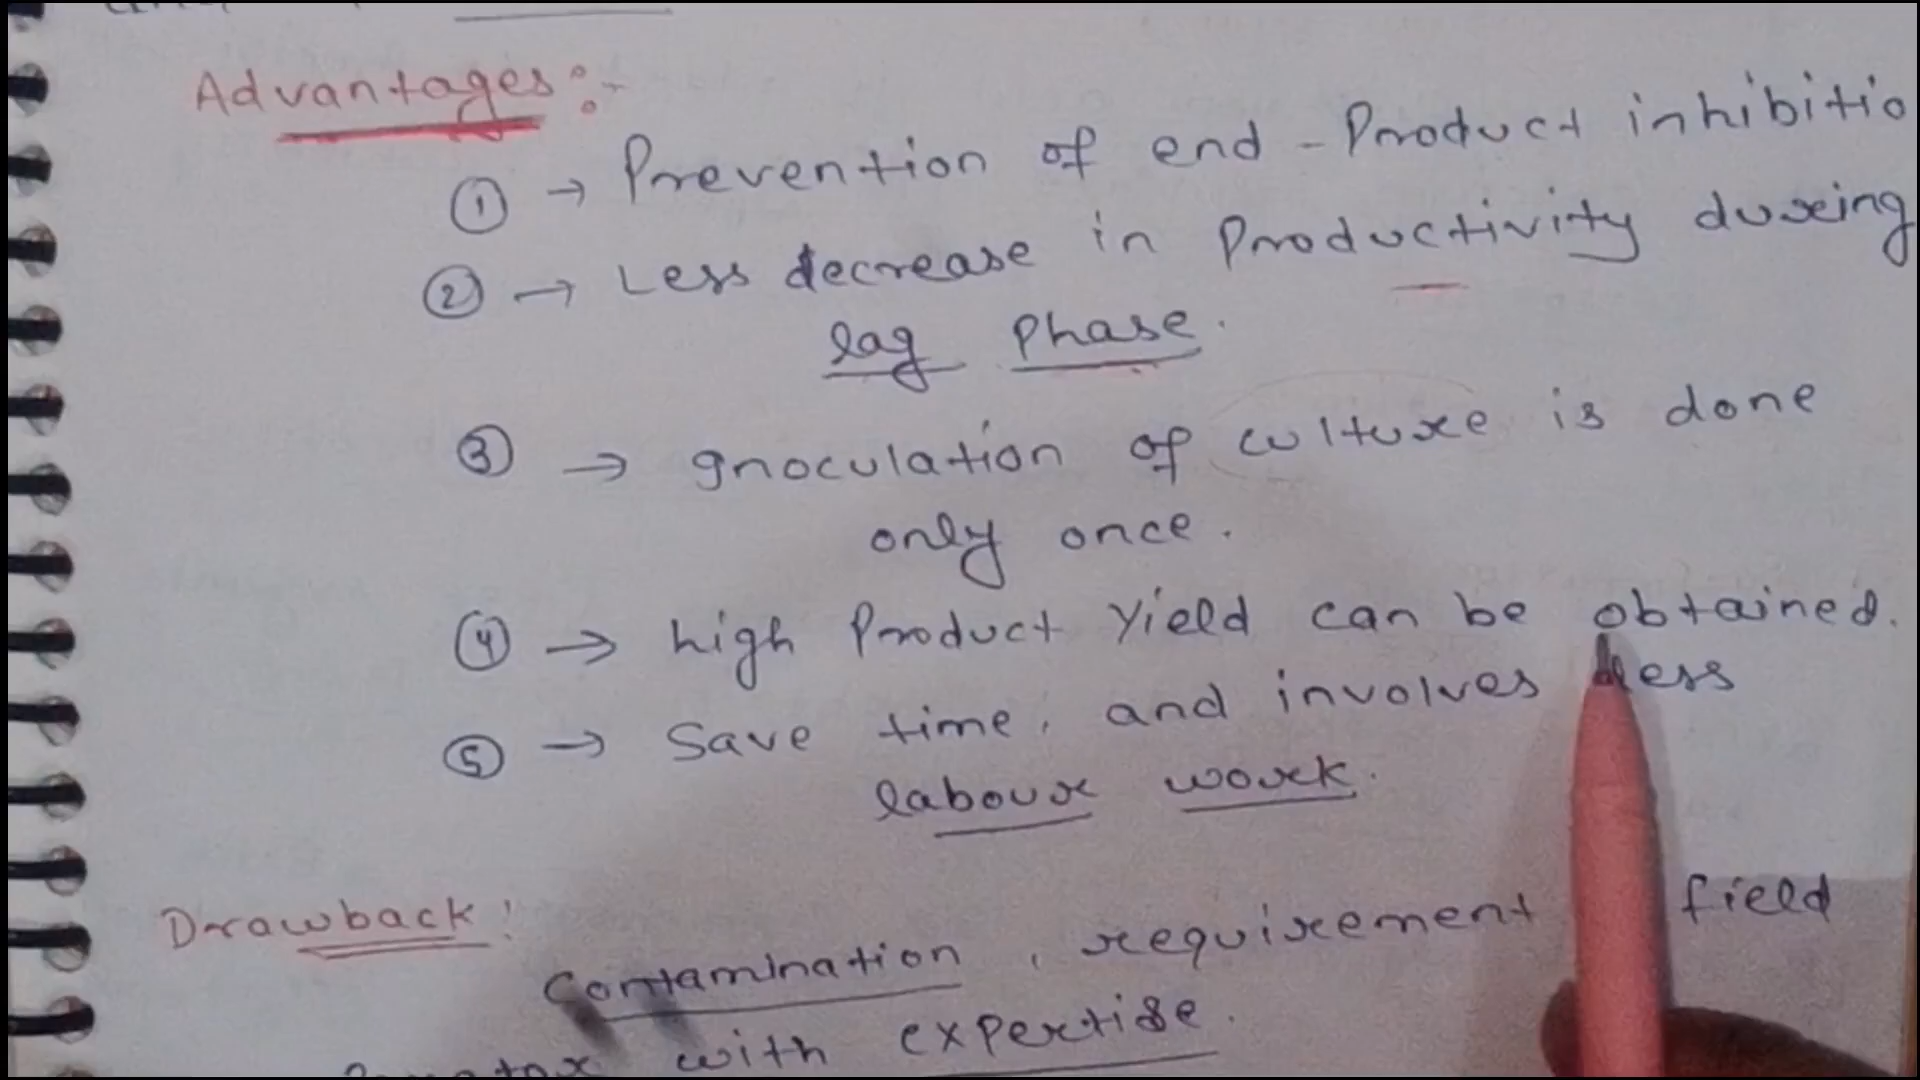 Advantages :-
① → Prevention of end - Product inhibitio
② → Less decrease in Productivity during
lag phase.
③ → Inoculation of culture is done
only once.
④ → high Product Yield can be obtained.
⑤ → Save time, and involves less
labour work.
Drawback !
Contamination , requirement field
with expertise.